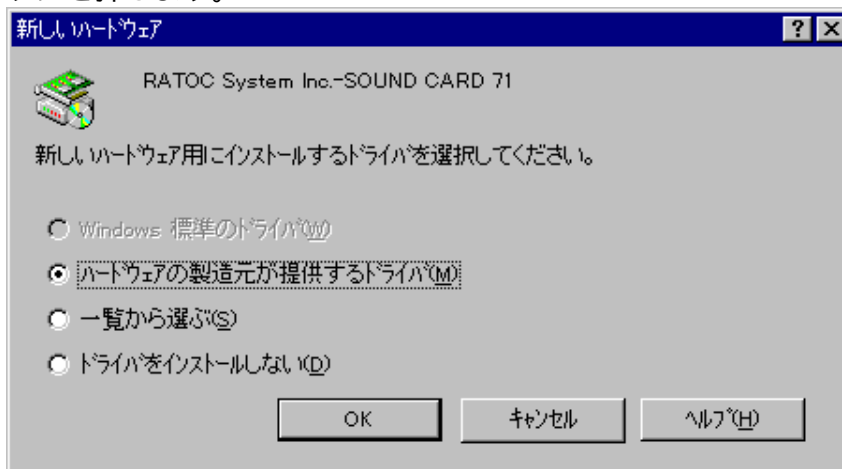 新しいﾊｰﾄﾞｳｪｱ
RATOC System Inc.-SOUND CARD 71
新しいﾊｰﾄﾞｳｪｱ用にｲﾝｽﾄｰﾙするﾄﾞﾗｲﾊﾞを選択してください。
Windows 標準のﾄﾞﾗｲﾊﾞ(W)
ﾊｰﾄﾞｳｪｱの製造元が提供するﾄﾞﾗｲﾊﾞ(M)
一覧から選ぶ(S)
ﾄﾞﾗｲﾊﾞをｲﾝｽﾄｰﾙしない(D)
OK ｷｬﾝｾﾙ ﾍﾙﾌﾟ(H)